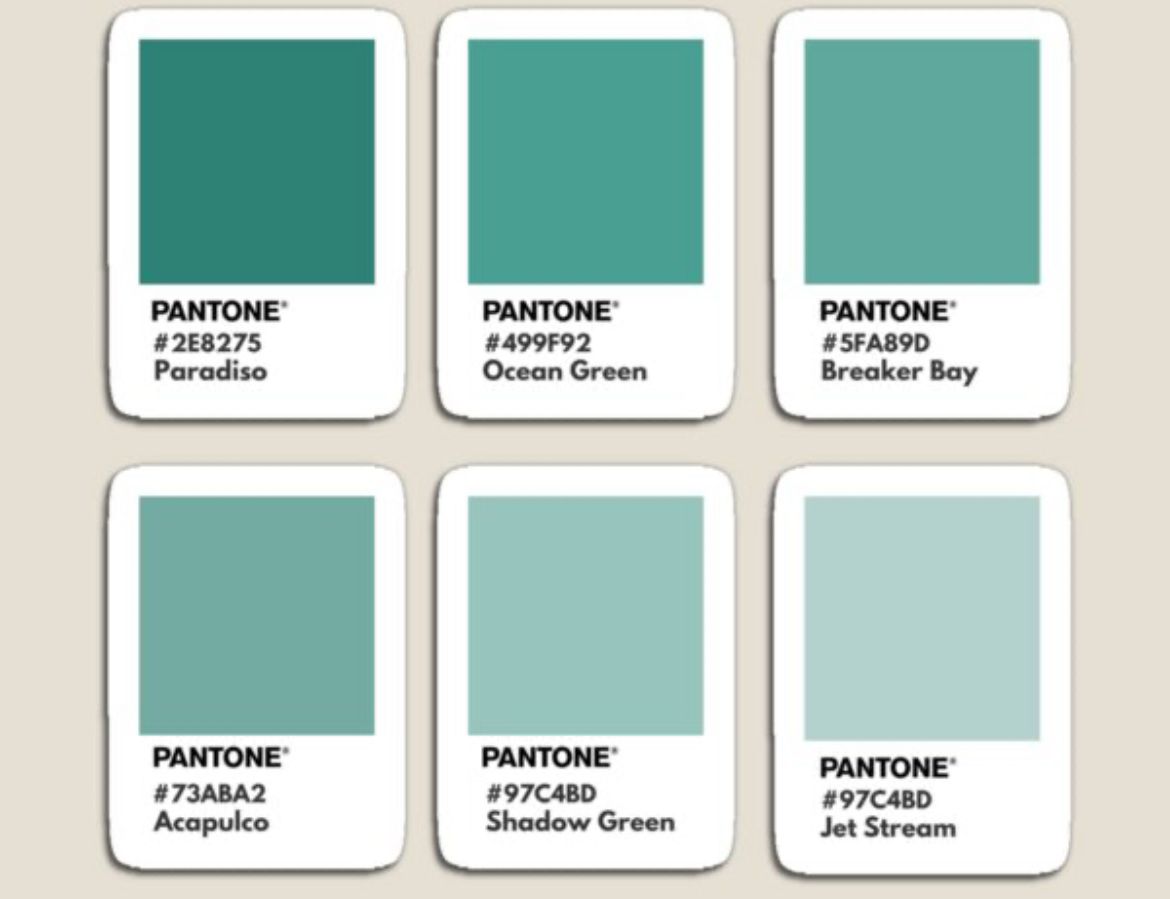 PANTONE®
#2E8275
Paradiso
PANTONE®
#499F92
Ocean Green
PANTONE®
#5FA89D
Breaker Bay
PANTONE®
#73ABA2
Acapulco
PANTONE®
#97C4BD
Shadow Green
PANTONE®
#97C4BD
Jet Stream